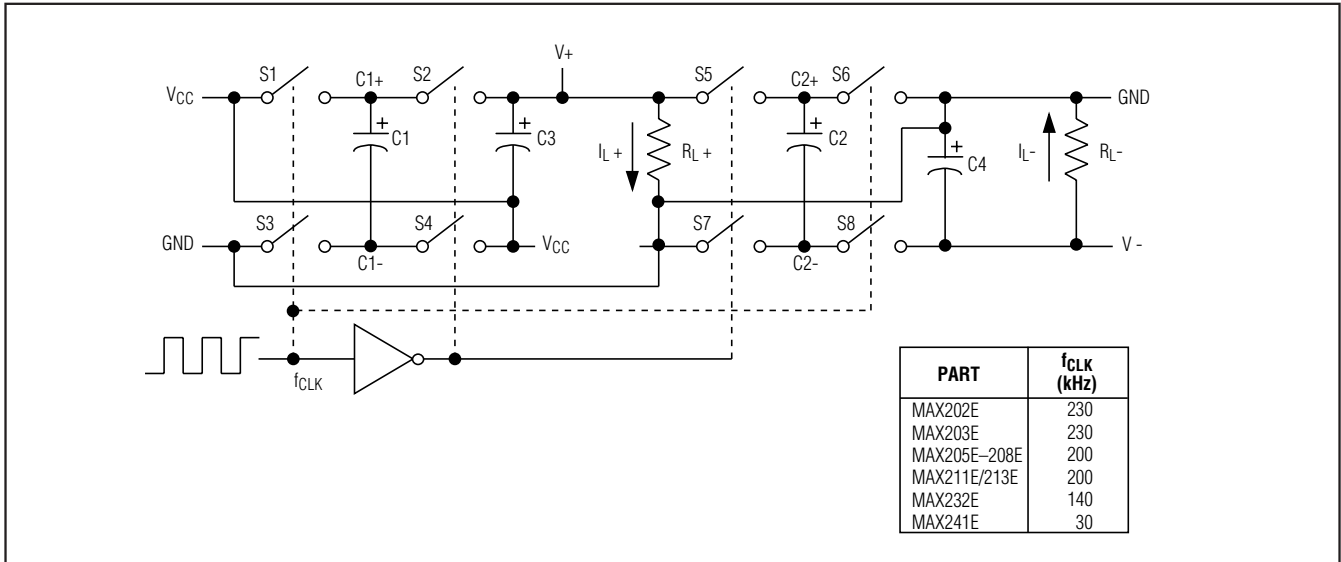 V+
S1
C1+
S2
S5
C2+
S6
VCC
GND
+
C1
+
C3
IL +
RL +
+
C2
+
C4
IL-
RL-
S3
S4
S7
S8
GND
C1-
VCC
C2-
V -
fCLK
PART fCLK (kHz)
MAX202E 230
MAX203E 230
MAX205E–208E 200
MAX211E/213E 200
MAX232E 140
MAX241E 30